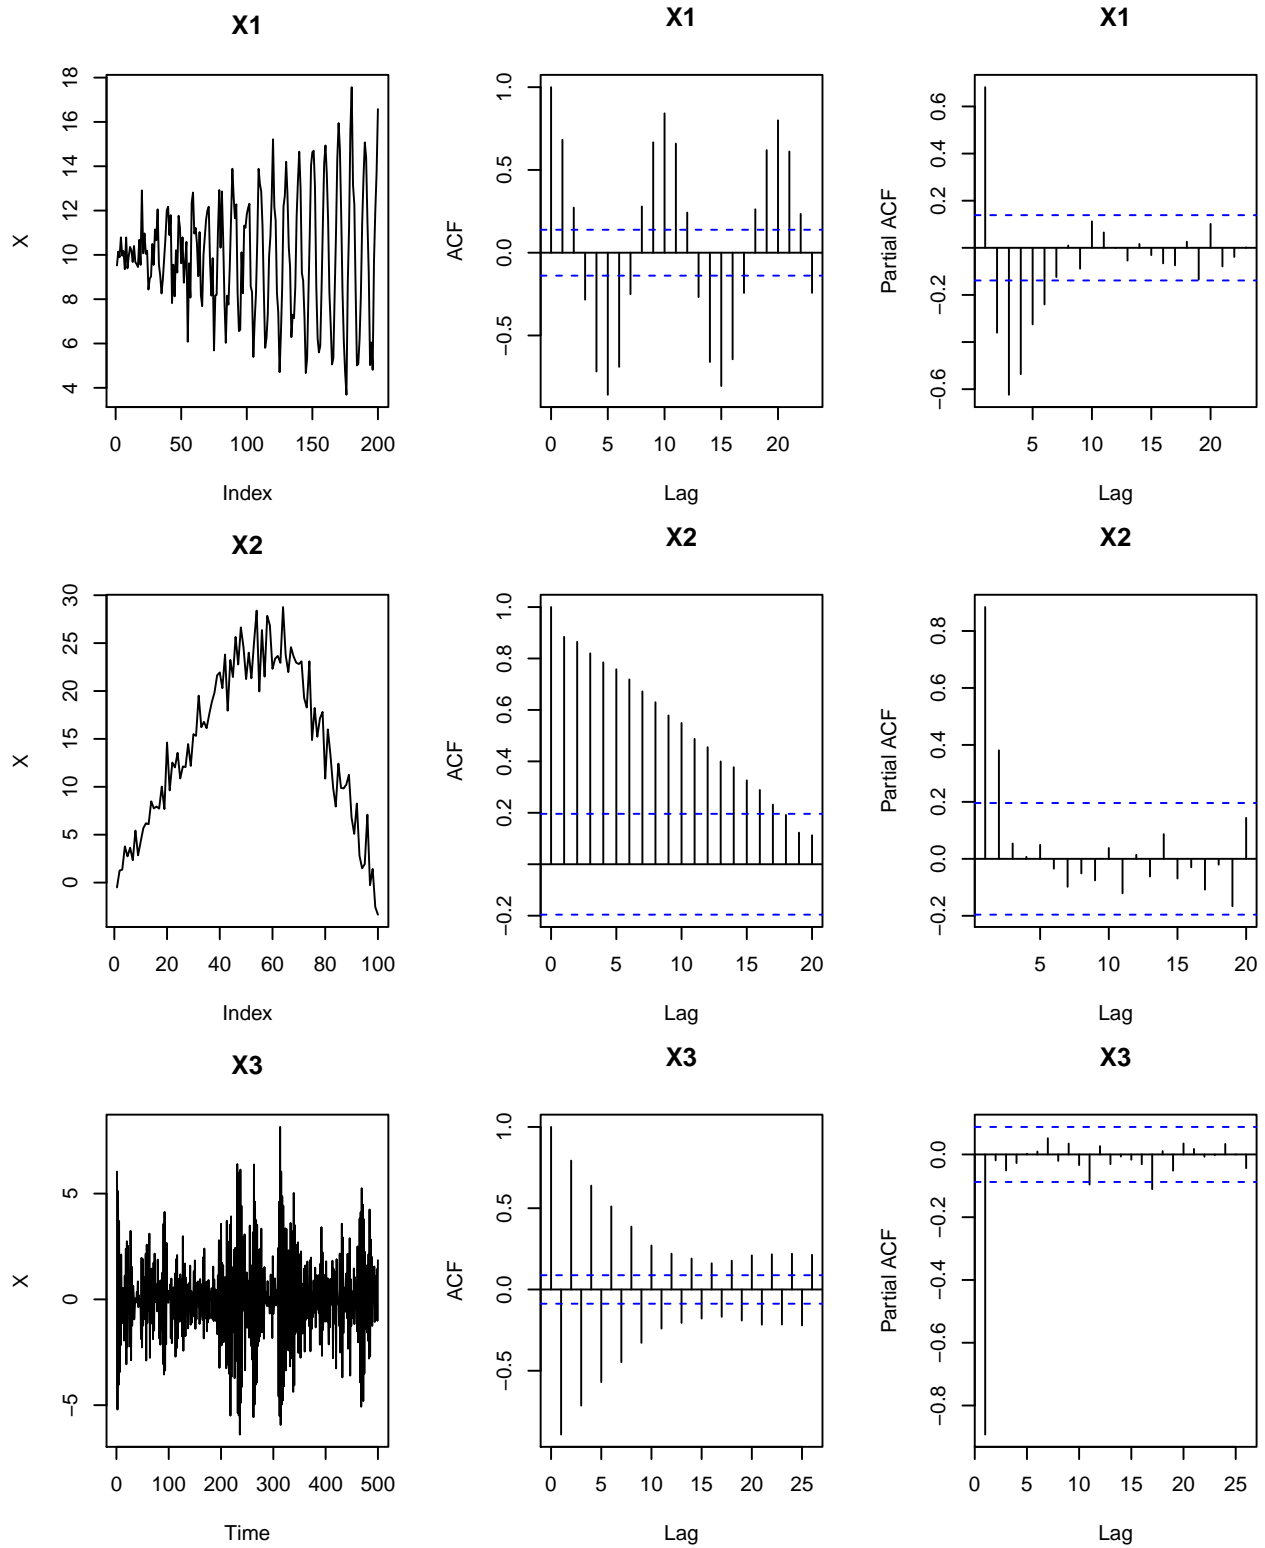 X1
X
4 6 8 10 12 14 16 18
0 50 100 150 200
Index
X1
ACF
−0.5 0.0 0.5 1.0
0 5 10 15 20
Lag
X1
Partial ACF
−0.6 −0.2 0.2 0.4 0.6
5 10 15 20
Lag
X2
X
0 5 10 15 20 25 30
0 20 40 60 80 100
Index
X2
ACF
−0.2 0.2 0.4 0.6 0.8 1.0
0 5 10 15 20
Lag
X2
Partial ACF
−0.2 0.0 0.2 0.4 0.6 0.8
5 10 15 20
Lag
X3
X
−5 0 5
0 100 200 300 400 500
Time
X3
ACF
−0.5 0.0 0.5 1.0
0 5 10 15 20 25
Lag
X3
Partial ACF
−0.8 −0.6 −0.4 −0.2 0.0
0 5 10 15 20 25
Lag